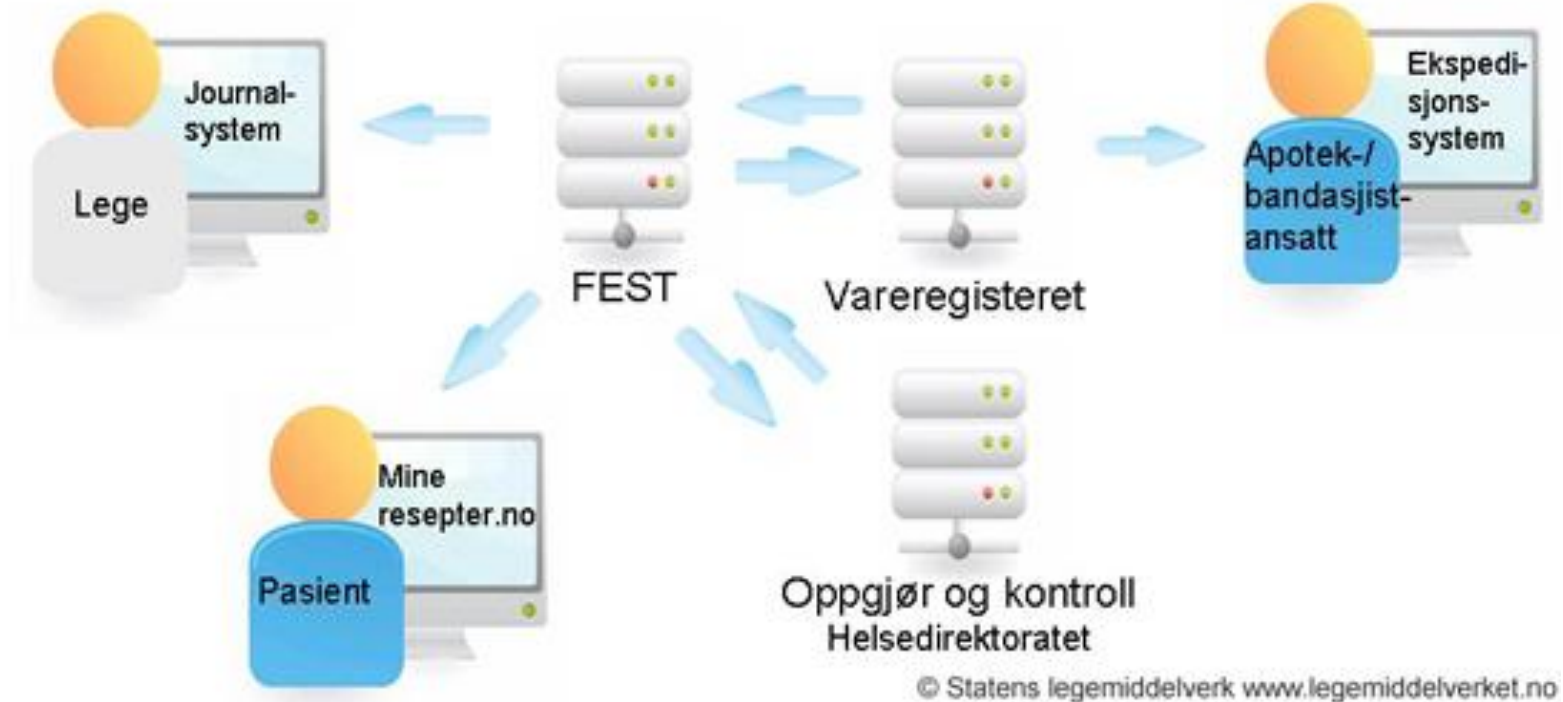 Journal-
system
Lege
FEST
Vareregisteret
Ekspedi-
sjons-
system
Apotek-/
bandasjist-
ansatt
Mine
resepter.no
Pasient
Oppgjør og kontroll
Helsedirektoratet
© Statens legemiddelverk www.legemiddelverket.no